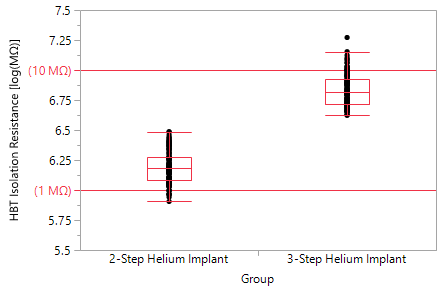 HBT Isolation Resistance [log(MΩ)]
7.5
7.25
(10 MΩ)
6.75
6.5
6.25
(1 MΩ)
5.75
5.5
2-Step Helium Implant 3-Step Helium Implant
Group